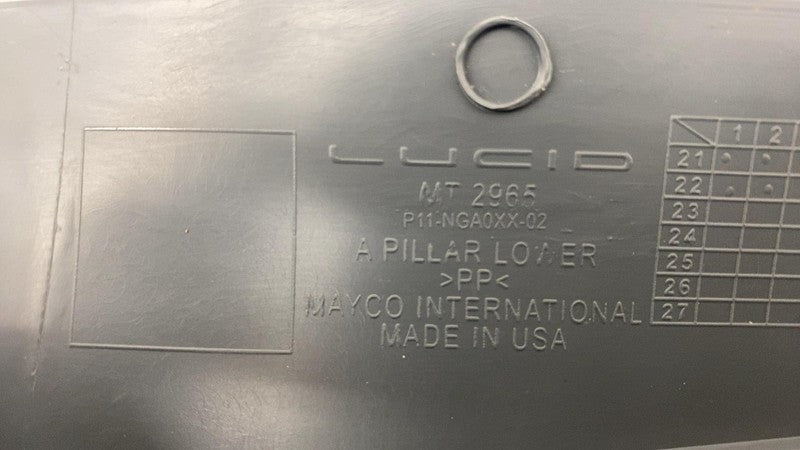 LUCID
MT 2965
P11-NGA0XX-02
A PILLAR LOWER
>PP<
MAYCO INTERNATIONAL
MADE IN USA
1 2
21
22
23
24
25
26
27